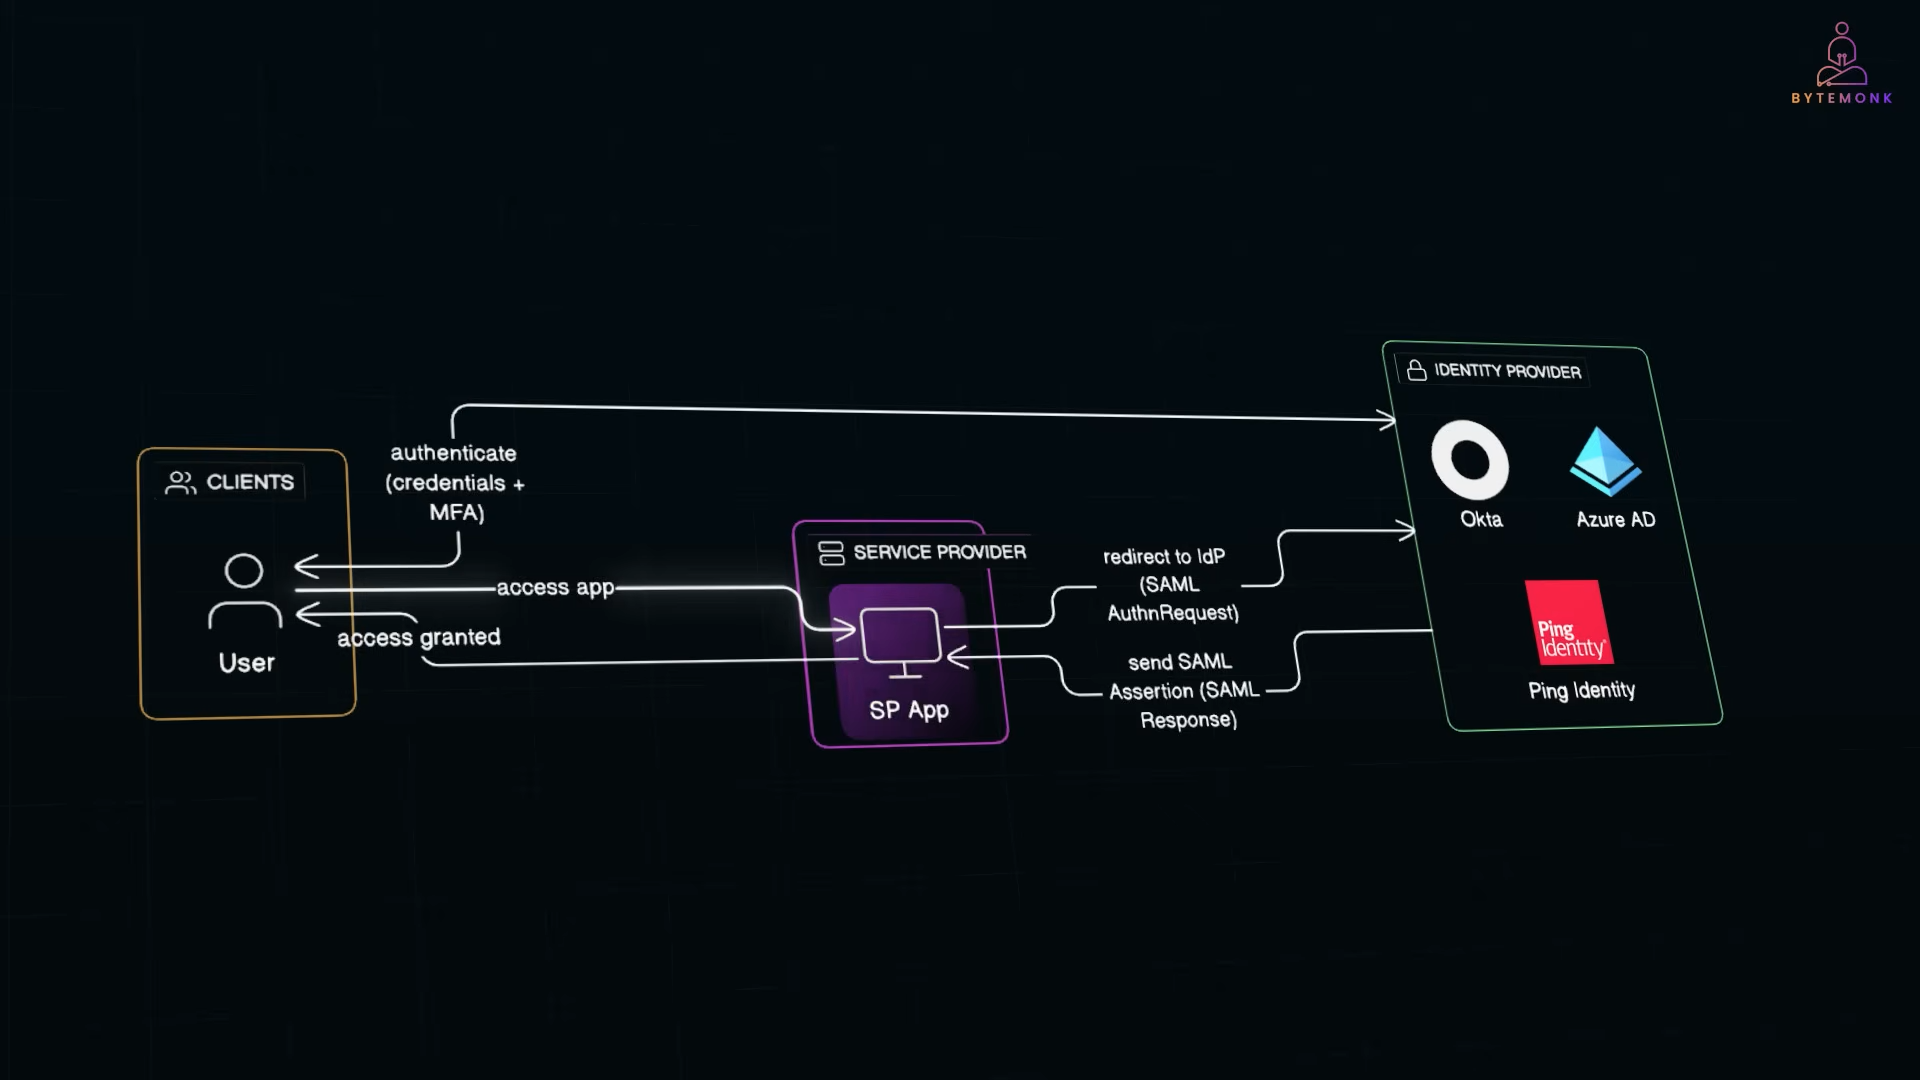 BYTEMONK
IDENTITY PROVIDER
Okta
Azure AD
Ping
Identity
Ping Identity
authenticate
(credentials +
MFA)
CLIENTS
User
access app
access granted
SERVICE PROVIDER
SP App
redirect to IdP
(SAML
AuthnRequest)
send SAML
Assertion (SAML
Response)